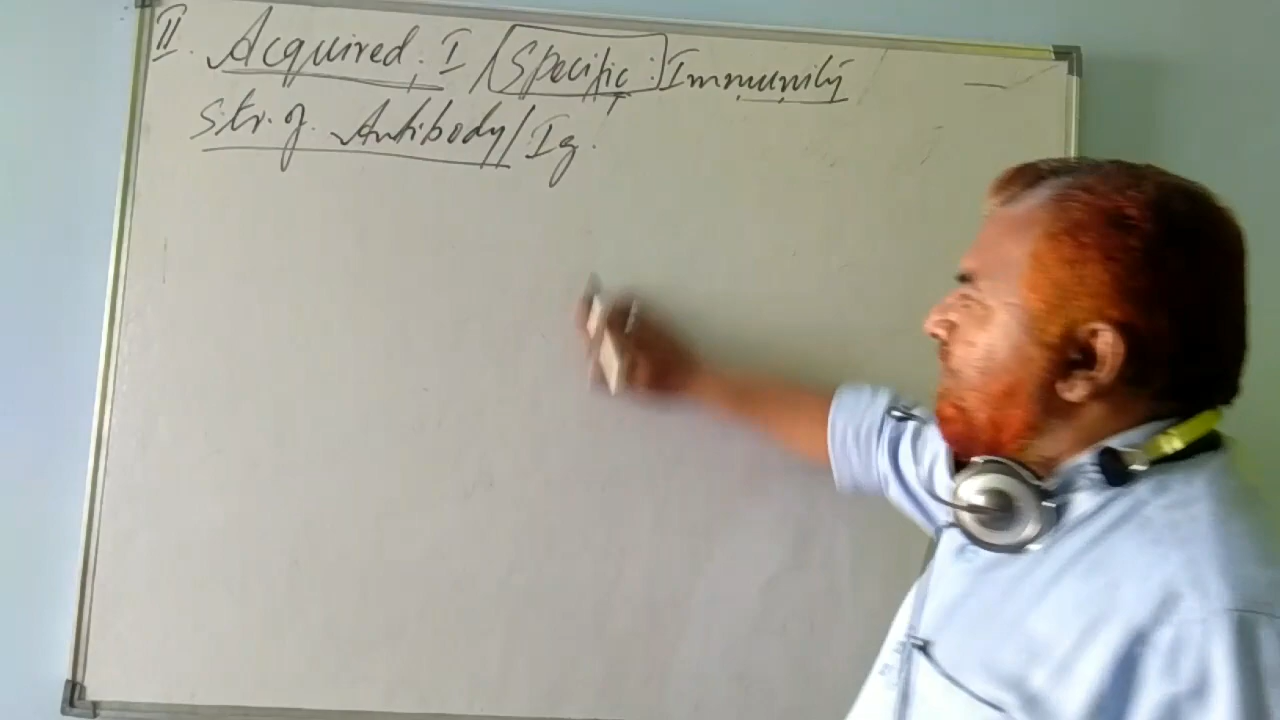 II. Acquired. I / Specific: Immunity
Str. of. Antibody / Ig.